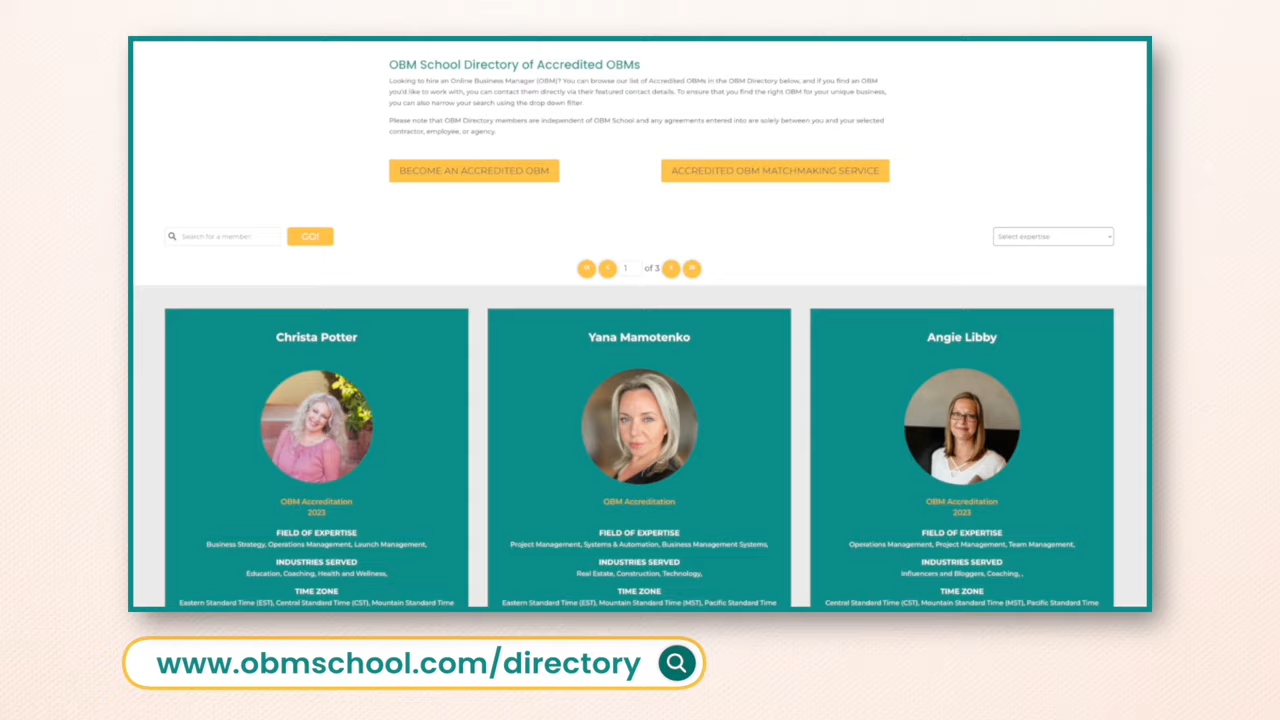 OBM School Directory of Accredited OBMs
Looking to hire an Online Business Manager (OBM)? You can browse our list of Accredited OBMs in the OBM Directory below, and if you find an OBM
you'd like to work with, you can contact them directly via their featured contact details. To ensure that you find the right OBM for your unique business,
you can also narrow your search using the drop down filter.
Please note that OBM Directory members are independent of OBM School and any agreements entered into are solely between you and your selected
contractor, employee, or agency.
BECOME AN ACCREDITED OBM
ACCREDITED OBM MATCHMAKING SERVICE
Search for a member
GO!
Select expertise
1 of 3
Christa Potter
OBM Accreditation
2023
FIELD OF EXPERTISE
Business Strategy, Operations Management, Launch Management,
INDUSTRIES SERVED
Education, Coaching, Health and Wellness,
TIME ZONE
Eastern Standard Time (EST), Central Standard Time (CST), Mountain Standard Time
Yana Mamotenko
OBM Accreditation
FIELD OF EXPERTISE
Project Management, Systems & Automation, Business Management Systems,
INDUSTRIES SERVED
Real Estate, Construction, Technology,
TIME ZONE
Eastern Standard Time (EST), Mountain Standard Time (MST), Pacific Standard Time
Angie Libby
OBM Accreditation
2023
FIELD OF EXPERTISE
Operations Management, Project Management, Team Management,
INDUSTRIES SERVED
Influencers and Bloggers, Coaching, ,
TIME ZONE
Central Standard Time (CST), Mountain Standard Time (MST), Pacific Standard Time
www.obmschool.com/directory